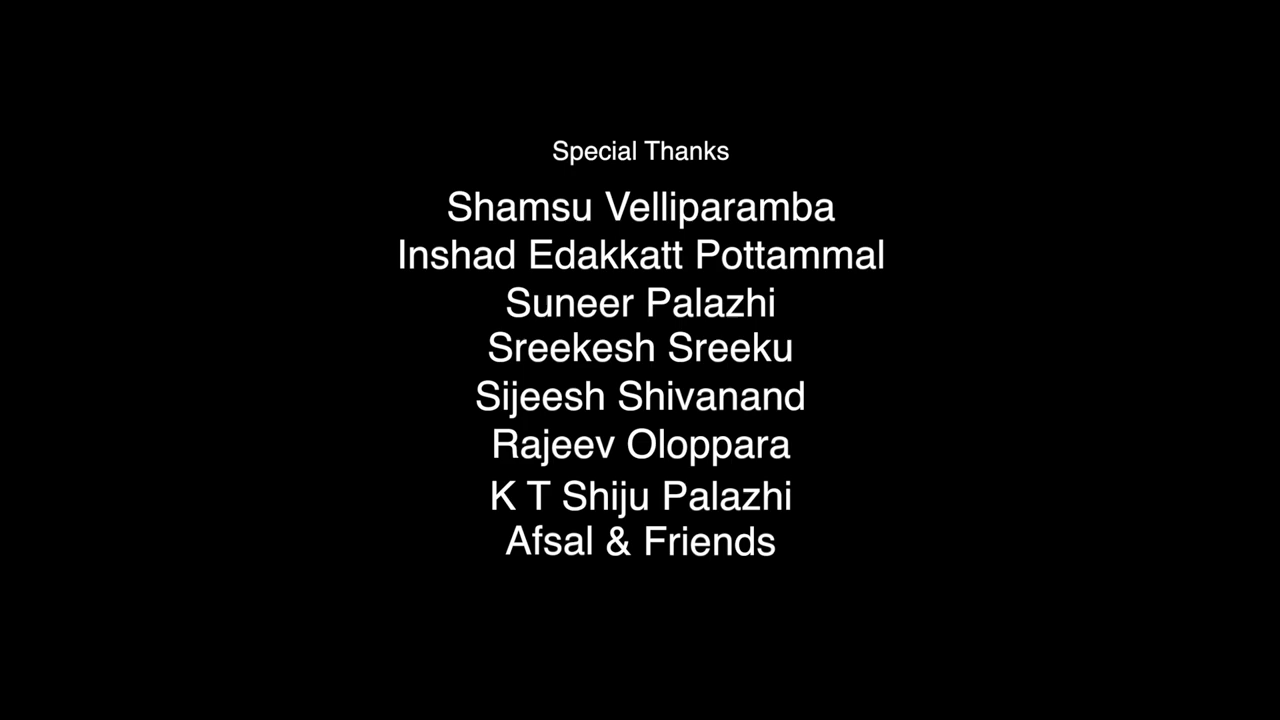 Special Thanks
Shamsu Velliparamba
Inshad Edakkatt Pottammal
Suneer Palazhi
Sreekesh Sreeku
Sijeesh Shivanand
Rajeev Oloppara
K T Shiju Palazhi
Afsal & Friends